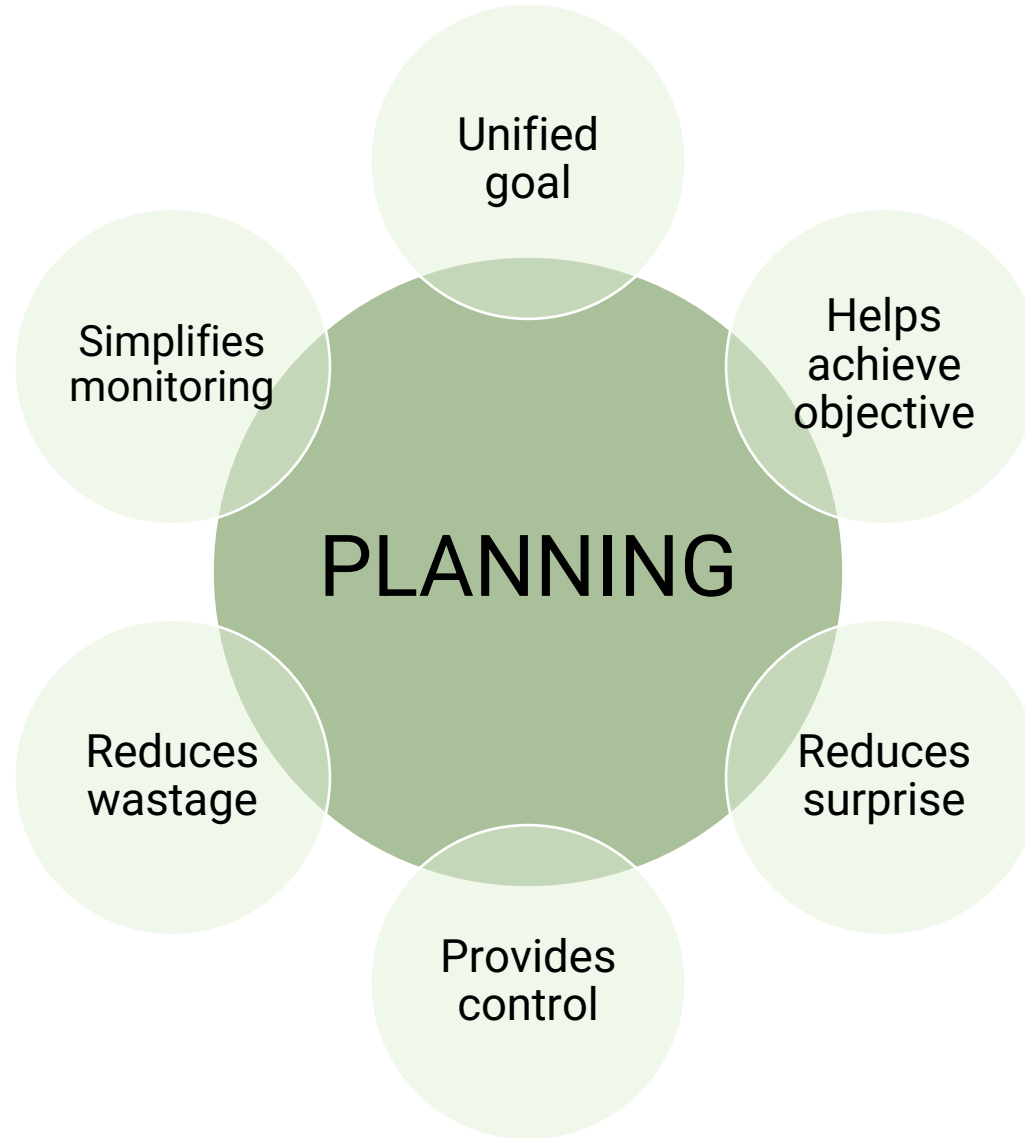 Unified
goal
Helps
achieve
objective
Simplifies
monitoring
PLANNING
Reduces
wastage
Reduces
surprise
Provides
control